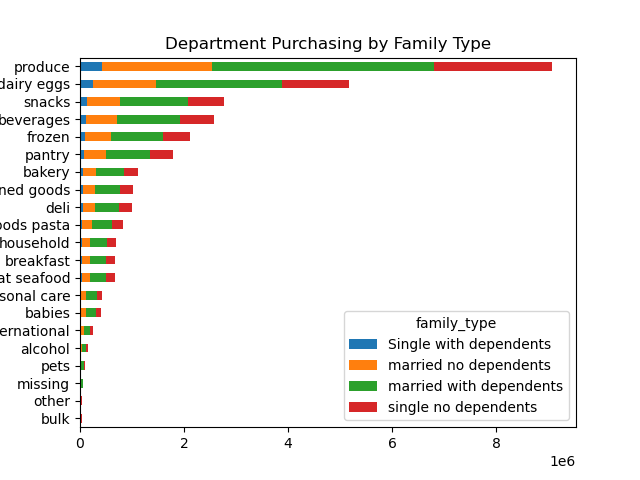 Department Purchasing by Family Type
produce
dairy eggs
snacks
beverages
frozen
pantry
bakery
ned goods
deli
oods pasta
household
breakfast
at seafood
sonal care
babies
ernational
alcohol
pets
missing
other
bulk
family_type
Single with dependents
married no dependents
married with dependents
single no dependents
0 2 4 6 8
1e6